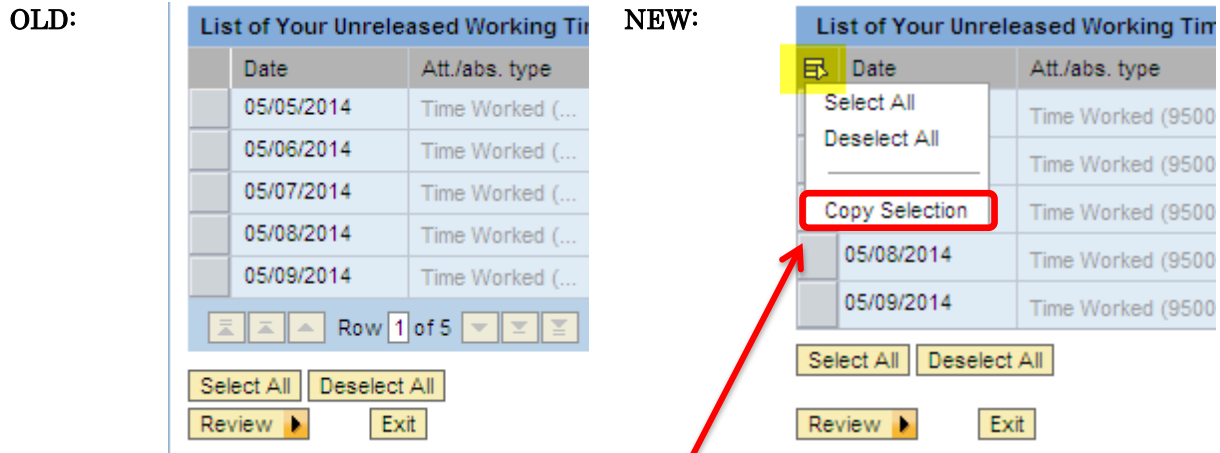 OLD:
List of Your Unreleased Working Tim
Date Att./abs. type
05/05/2014 Time Worked (...
05/06/2014 Time Worked (...
05/07/2014 Time Worked (...
05/08/2014 Time Worked (...
05/09/2014 Time Worked (...
Row 1 of 5
Select All Deselect All
Review Exit
NEW:
List of Your Unreleased Working Tim
Date Att./abs. type
Select All
Time Worked (9500
Deselect All
Time Worked (9500
Copy Selection Time Worked (9500
05/08/2014 Time Worked (9500
05/09/2014 Time Worked (9500
Select All Deselect All
Review Exit